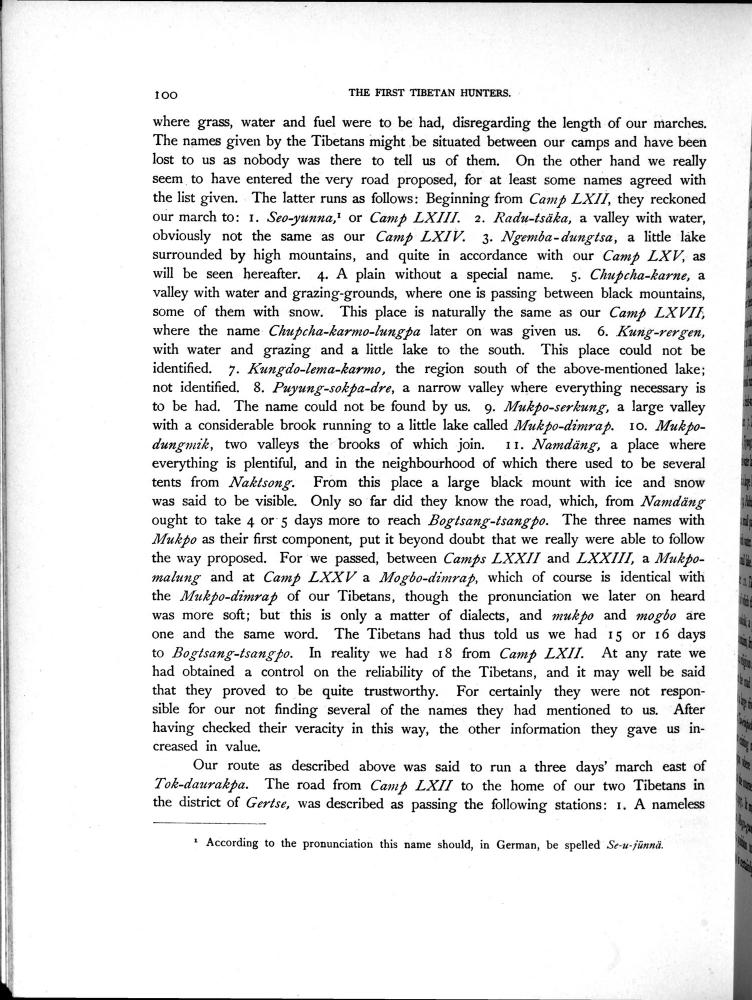 100
THE FIRST TIBETAN HUNTERS.
where grass, water and fuel were to be had, disregarding the length of our marches.
The names given by the Tibetans might be situated between our camps and have been
lost to us as nobody was there to tell us of them. On the other hand we really
seem to have entered the very road proposed, for at least some names agreed with
the list given. The latter runs as follows: Beginning from Camp LXII, they reckoned
our march to: 1. Seo-yunna,¹ or Camp LXIII. 2. Radu-tsäka, a valley with water,
obviously not the same as our Camp LXIV. 3. Ngemba-dungtsa, a little lake
surrounded by high mountains, and quite in accordance with our Camp LXV, as
will be seen hereafter. 4. A plain without a special name. 5. Chupcha-karne, a
valley with water and grazing-grounds, where one is passing between black mountains,
some of them with snow. This place is naturally the same as our Camp LXVII,
where the name Chupcha-karmo-lungpa later on was given us. 6. Kung-rergen,
with water and grazing and a little lake to the south. This place could not be
identified. 7. Kungdo-lema-karmo, the region south of the above-mentioned lake;
not identified. 8. Puyung-sokpa-dre, a narrow valley where everything necessary is
to be had. The name could not be found by us. 9. Mukpo-serkung, a large valley
with a considerable brook running to a little lake called Mukpo-dimrap. 10. Mukpo-
dungmik, two valleys the brooks of which join. 11. Namdäng, a place where
everything is plentiful, and in the neighbourhood of which there used to be several
tents from Naktsong. From this place a large black mount with ice and snow
was said to be visible. Only so far did they know the road, which, from Namdäng
ought to take 4 or 5 days more to reach Bogtsang-tsangpo. The three names with
Mukpo as their first component, put it beyond doubt that we really were able to follow
the way proposed. For we passed, between Camps LXXII and LXXIII, a Mukpo-
malung and at Camp LXXV a Mogbo-dimrap, which of course is identical with
the Mukpo-dimrap of our Tibetans, though the pronunciation we later on heard
was more soft; but this is only a matter of dialects, and mukpo and mogbo are
one and the same word. The Tibetans had thus told us we had 15 or 16 days
to Bogtsang-tsangpo. In reality we had 18 from Camp LXII. At any rate we
had obtained a control on the reliability of the Tibetans, and it may well be said
that they proved to be quite trustworthy. For certainly they were not respon-
sible for our not finding several of the names they had mentioned to us. After
having checked their veracity in this way, the other information they gave us in-
creased in value.
Our route as described above was said to run a three days' march east of
Tok-daurakpa. The road from Camp LXII to the home of our two Tibetans in
the district of Gertse, was described as passing the following stations: 1. A nameless
¹ According to the pronunciation this name should, in German, be spelled Se-u-jünnä.